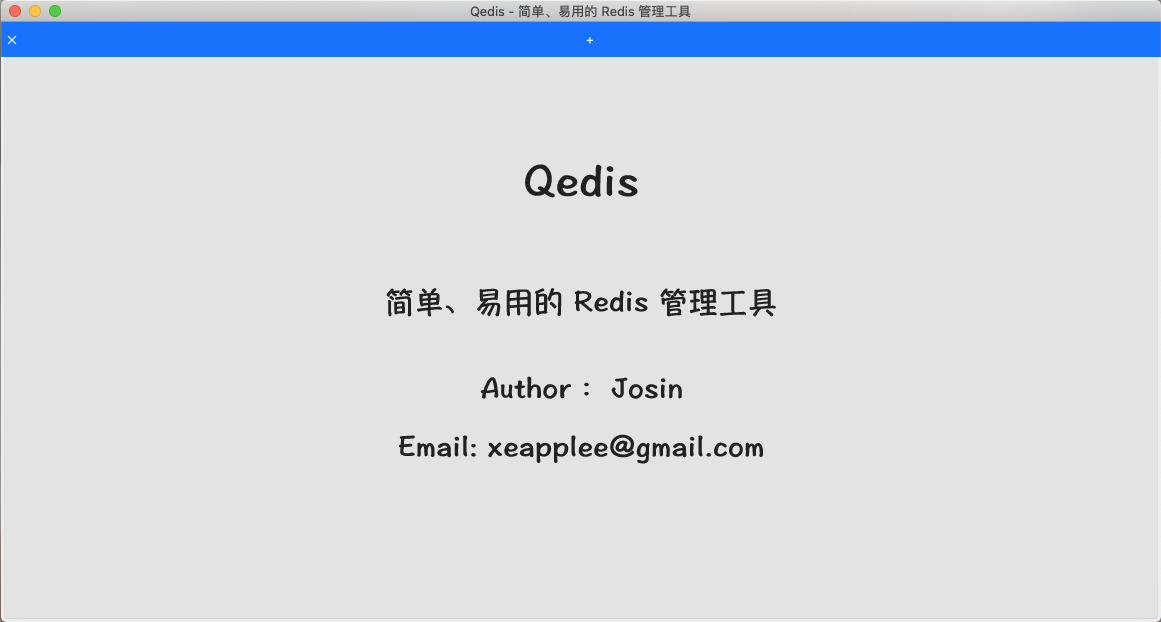 Qedis - 简单、易用的 Redis 管理工具
× +
Qedis
简单、易用的 Redis 管理工具
Author： Josin
Email: xeapplee@gmail.com